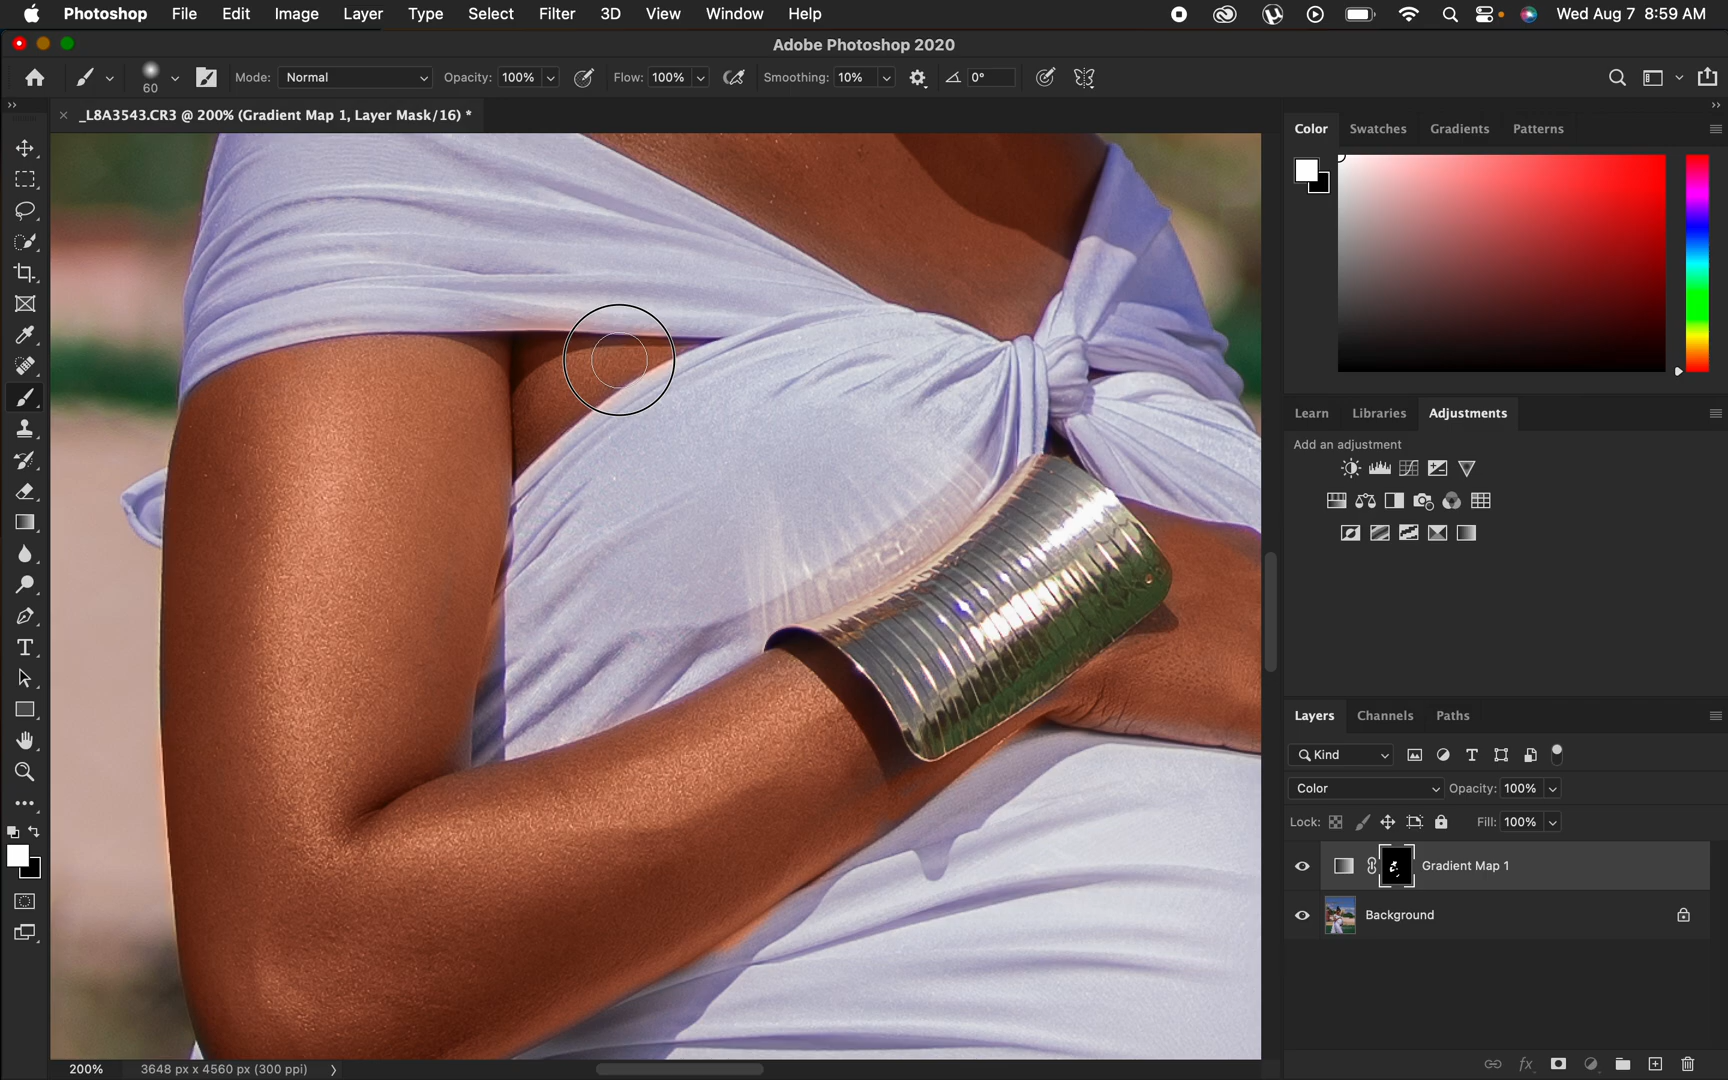 Photoshop File Edit Image Layer Type Select Filter 3D View Window Help Wed Aug 7 8:59 AM
Adobe Photoshop 2020
60 Mode: Normal Opacity: 100% Flow: 100% Smoothing: 10% 0°
_L8A3543.CR3 @ 200% (Gradient Map 1, Layer Mask/16) *
Color Swatches Gradients Patterns
Learn Libraries Adjustments
Add an adjustment
Layers Channels Paths
Kind
Color Opacity: 100%
Lock: Fill: 100%
Gradient Map 1
Background
200% 3648 px x 4560 px (300 ppi)